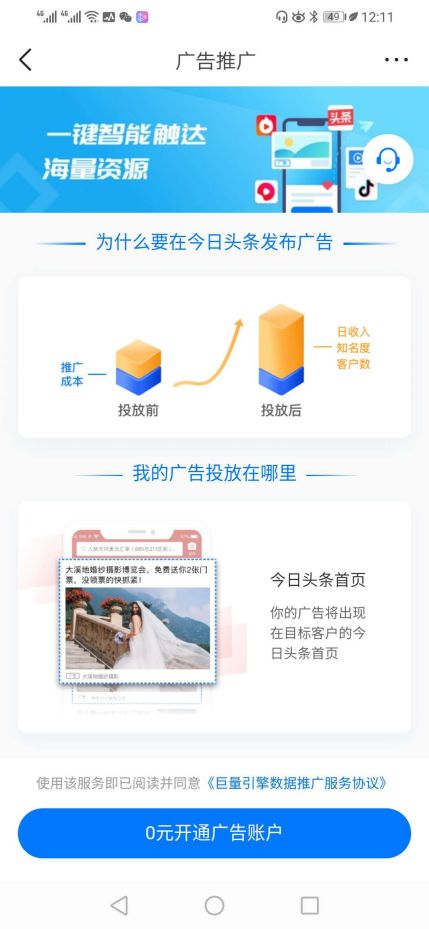 4G 4G 49 12:11
广告推广
一键智能触达
海量资源
头条
为什么要在今日头条发布广告
推广
成本
投放前
投放后
日收入
知名度
客户数
我的广告投放在哪里
大溪地婚纱摄影博览会，免费送你2张门
票，没领票的快抓紧！
大溪地婚纱摄影
今日头条首页
你的广告将出现
在目标客户的今
日头条首页
使用该服务即已阅读并同意《巨量引擎数据推广服务协议》
0元开通广告账户